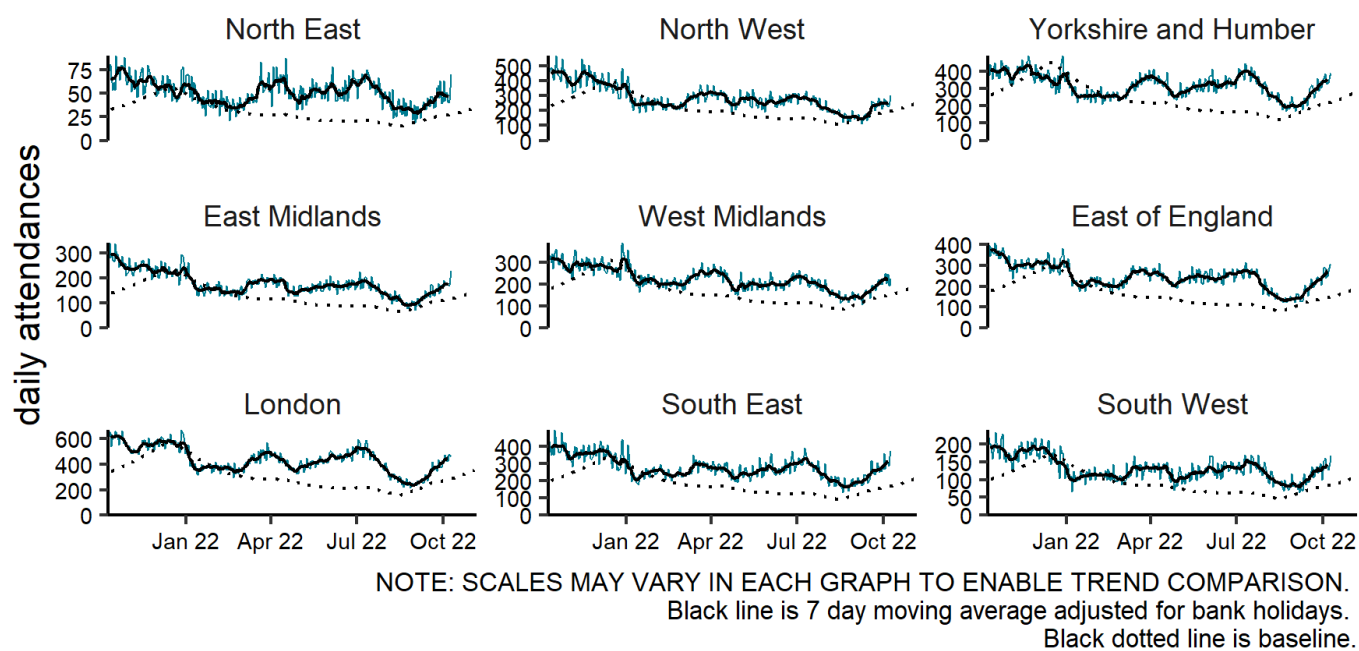 North East
North West
Yorkshire and Humber
75
50
25
0
500
400
300
200
100
0
400
300
200
100
0
daily attendances
East Midlands
West Midlands
East of England
300
200
100
0
300
200
100
0
400
300
200
100
0
London
South East
South West
600
400
200
0
400
300
200
100
0
200
150
100
50
0
Jan 22 Apr 22 Jul 22 Oct 22
Jan 22 Apr 22 Jul 22 Oct 22
Jan 22 Apr 22 Jul 22 Oct 22
NOTE: SCALES MAY VARY IN EACH GRAPH TO ENABLE TREND COMPARISON.
Black line is 7 day moving average adjusted for bank holidays.
Black dotted line is baseline.